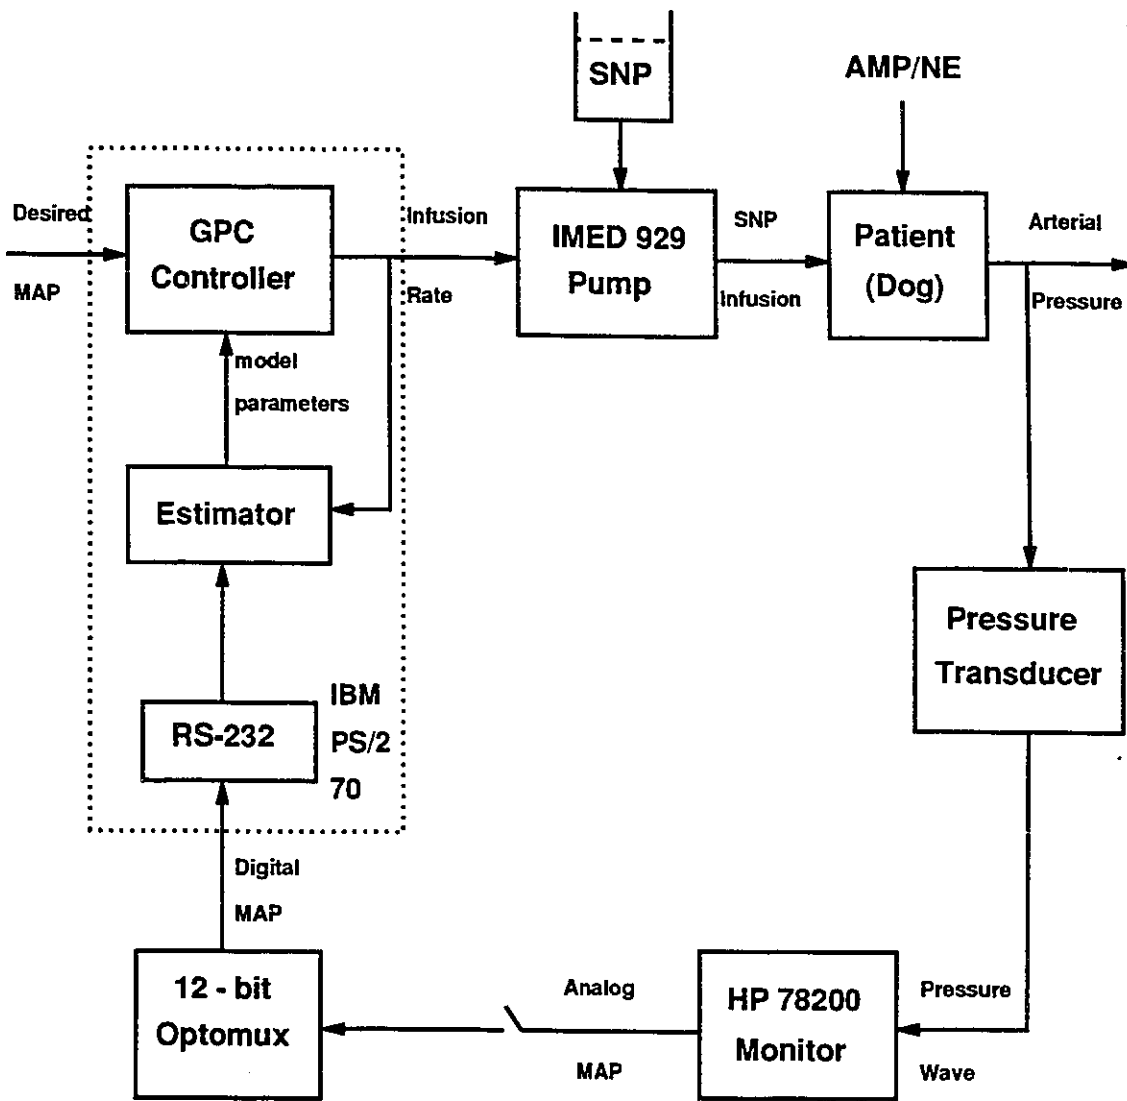 SNP
AMP/NE
Desired
MAP
GPC
Controller
Infusion
Rate
IMED 929
Pump
SNP
Infusion
Patient
(Dog)
Arterial
Pressure
model
parameters
Estimator
Pressure
Transducer
RS-232
IBM
PS/2
70
Digital
MAP
12 - bit
Optomux
Analog
MAP
HP 78200
Monitor
Pressure
Wave